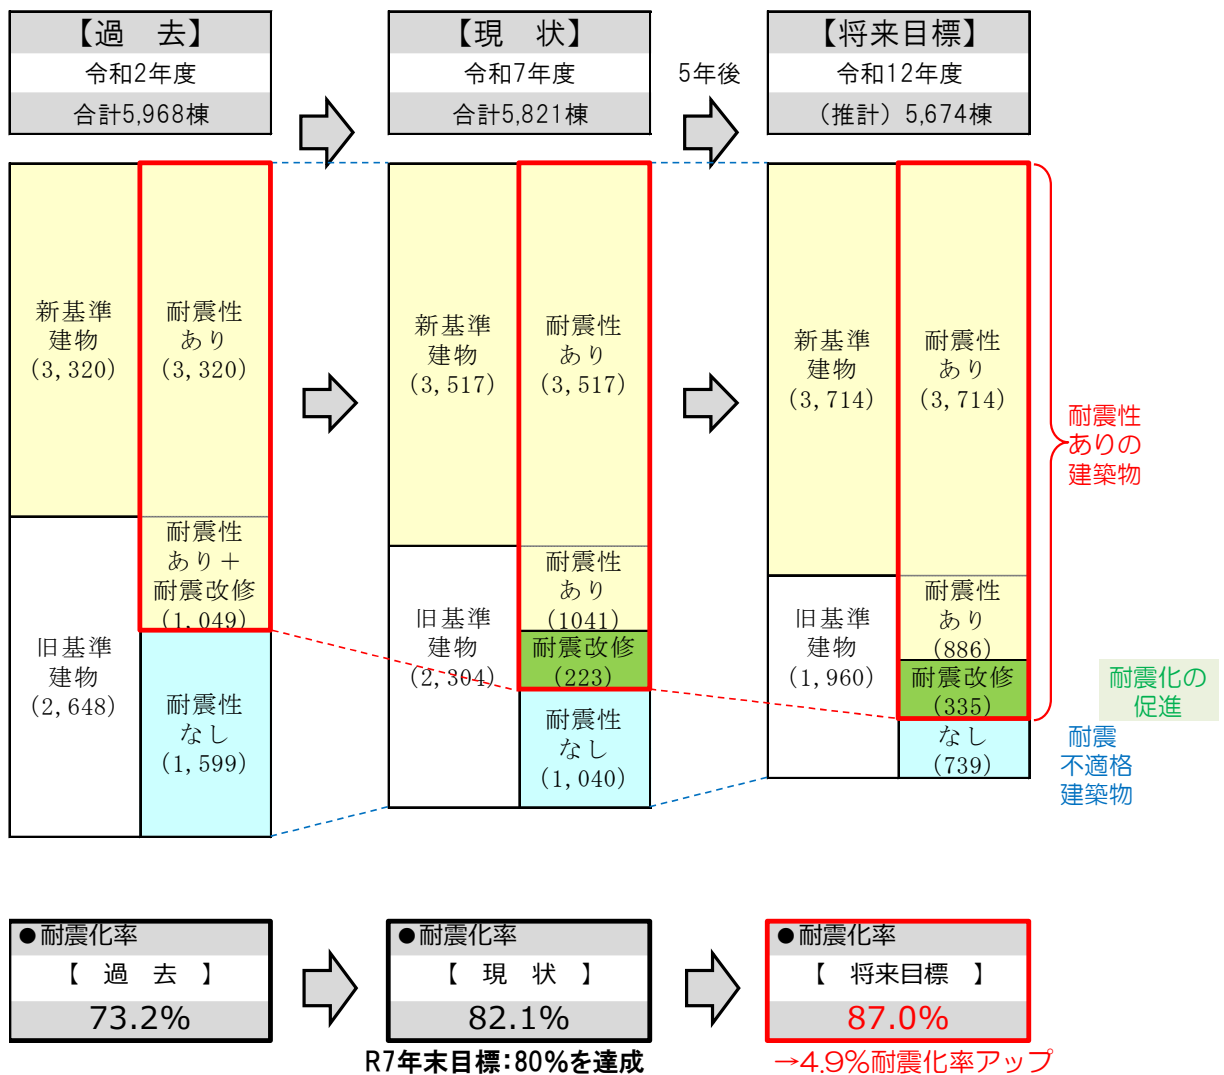 【過　去】
令和2年度
合計5,968棟
【現　状】
令和7年度
合計5,821棟
5年後
【将来目標】
令和12年度
（推計）5,674棟
新基準
建物
(3,320)
耐震性
あり
(3,320)
耐震性
あり＋
耐震改修
(1,049)
旧基準
建物
(2,648)
耐震性
なし
(1,599)
新基準
建物
(3,517)
耐震性
あり
(3,517)
耐震性
あり
(1041)
耐震改修
(223)
旧基準
建物
(2,304)
耐震性
なし
(1,040)
新基準
建物
(3,714)
耐震性
あり
(3,714)
耐震性
あり
(886)
耐震改修
(335)
旧基準
建物
(1,960)
なし
(739)
耐震性
ありの
建築物
耐震化の
促進
耐震
不適格
建築物
●耐震化率
【　過　去　】
73.2%
●耐震化率
【　現　状　】
82.1%
R7年末目標：80%を達成
●耐震化率
【　将来目標　】
87.0%
→4.9%耐震化率アップ